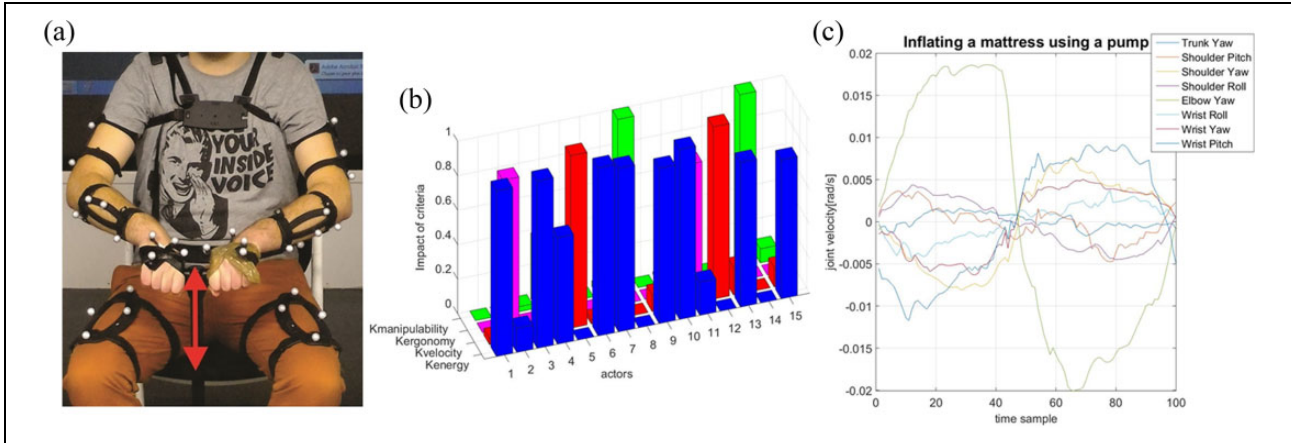 (a)
YOUR
INSIDE
VOICE
(b)
Impact of criteria
1
0.8
0.6
0.4
0.2
0
Kmanipulability
Kergonomy
Kvelocity
Kenergy
1 2 3 4 5 6 7 8 9 10 11 12 13 14 15
actors
(c)
Inflating a mattress using a pump
Trunk Yaw
Shoulder Pitch
Shoulder Yaw
Shoulder Roll
Elbow Yaw
Wrist Roll
Wrist Yaw
Wrist Pitch
joint velocity[rad/s]
0.02
0.015
0.01
0.005
0
-0.005
-0.01
-0.015
-0.02
0 20 40 60 80 100
time sample